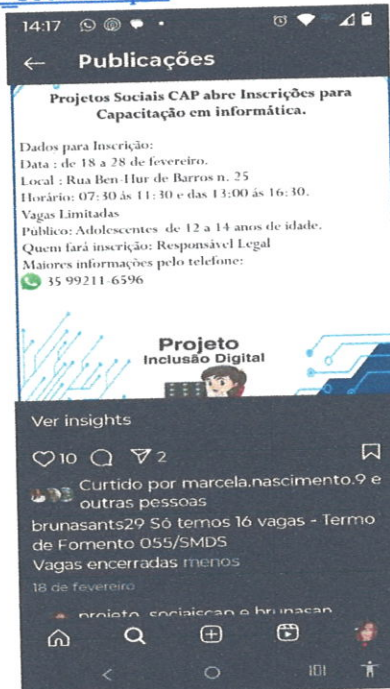 14:17
Publicações
Projetos Sociais CAP abre Inscrições para
Capacitação em informática.
Dados para Inscrição:
Data : de 18 a 28 de fevereiro.
Local : Rua Ben-Hur de Barros n. 25
Horário: 07:30 ás 11:30 e das 13:00 ás 16:30.
Vagas Limitadas
Público: Adolescentes de 12 a 14 anos de idade.
Quem fará inscrição: Responsável Legal
Maiores informações pelo telefone:
35 99211-6596
Projeto
Inclusão Digital
Ver insights
10 2
Curtido por marcela.nascimento.9 e
outras pessoas
brunasants29 Só temos 16 vagas - Termo
de Fomento 055/SMDS
Vagas encerradas menos
18 de fevereiro